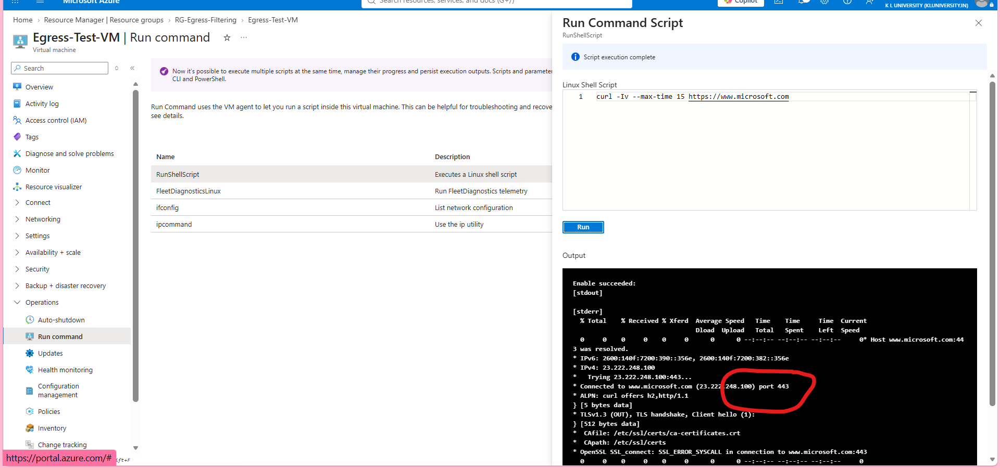 Microsoft Azure
Search resources, services, and docs (G+/)
Copilot
K L UNIVERSITY (KLUNIVERSITY.IN)
Home > Resource Manager | Resource groups > RG-Egress-Filtering > Egress-Test-VM
Egress-Test-VM | Run command
Virtual machine
Search
Overview
Activity log
Access control (IAM)
Tags
Diagnose and solve problems
Monitor
Resource visualizer
Connect
Networking
Settings
Availability + scale
Security
Backup + disaster recovery
Operations
Auto-shutdown
Run command
Updates
Health monitoring
Configuration
management
Policies
Inventory
Change tracking
https://portal.azure.com/#
ift+F
Now it's possible to execute multiple scripts at the same time, manage their progress and persist execution outputs. Scripts and parameter
CLI and PowerShell.
Run Command uses the VM agent to let you run a script inside this virtual machine. This can be helpful for troubleshooting and recove
see details.
Name Description
RunShellScript Executes a Linux shell script
FleetDiagnosticsLinux Run FleetDiagnostics telemetry
ifconfig List network configuration
ipcommand Use the ip utility
Run Command Script
RunShellScript
Script execution complete
Linux Shell Script
1 curl -Iv --max-time 15 https://www.microsoft.com
Run
Output
Enable succeeded:
[stdout]
[stderr]
% Total % Received % Xferd Average Speed Time Time Time Current
Dload Upload Total Spent Left Speed
0 0 0 0 0 0 0 0 --:--:-- --:--:-- --:--:-- 0* Host www.microsoft.com:44
3 was resolved.
* IPv6: 2600:140f:7200:390::356e, 2600:140f:7200:382::356e
* IPv4: 23.222.248.100
* Trying 23.222.248.100:443...
* Connected to www.microsoft.com (23.222.248.100) port 443
* ALPN: curl offers h2,http/1.1
} [5 bytes data]
* TLSv1.3 (OUT), TLS handshake, Client hello (1):
} [512 bytes data]
* CAfile: /etc/ssl/certs/ca-certificates.crt
* CApath: /etc/ssl/certs
* OpenSSL SSL_connect: SSL_ERROR_SYSCALL in connection to www.microsoft.com:443
0 0 0 0 0 0 0 0 --:--:-- --:--:-- --:--:-- 0